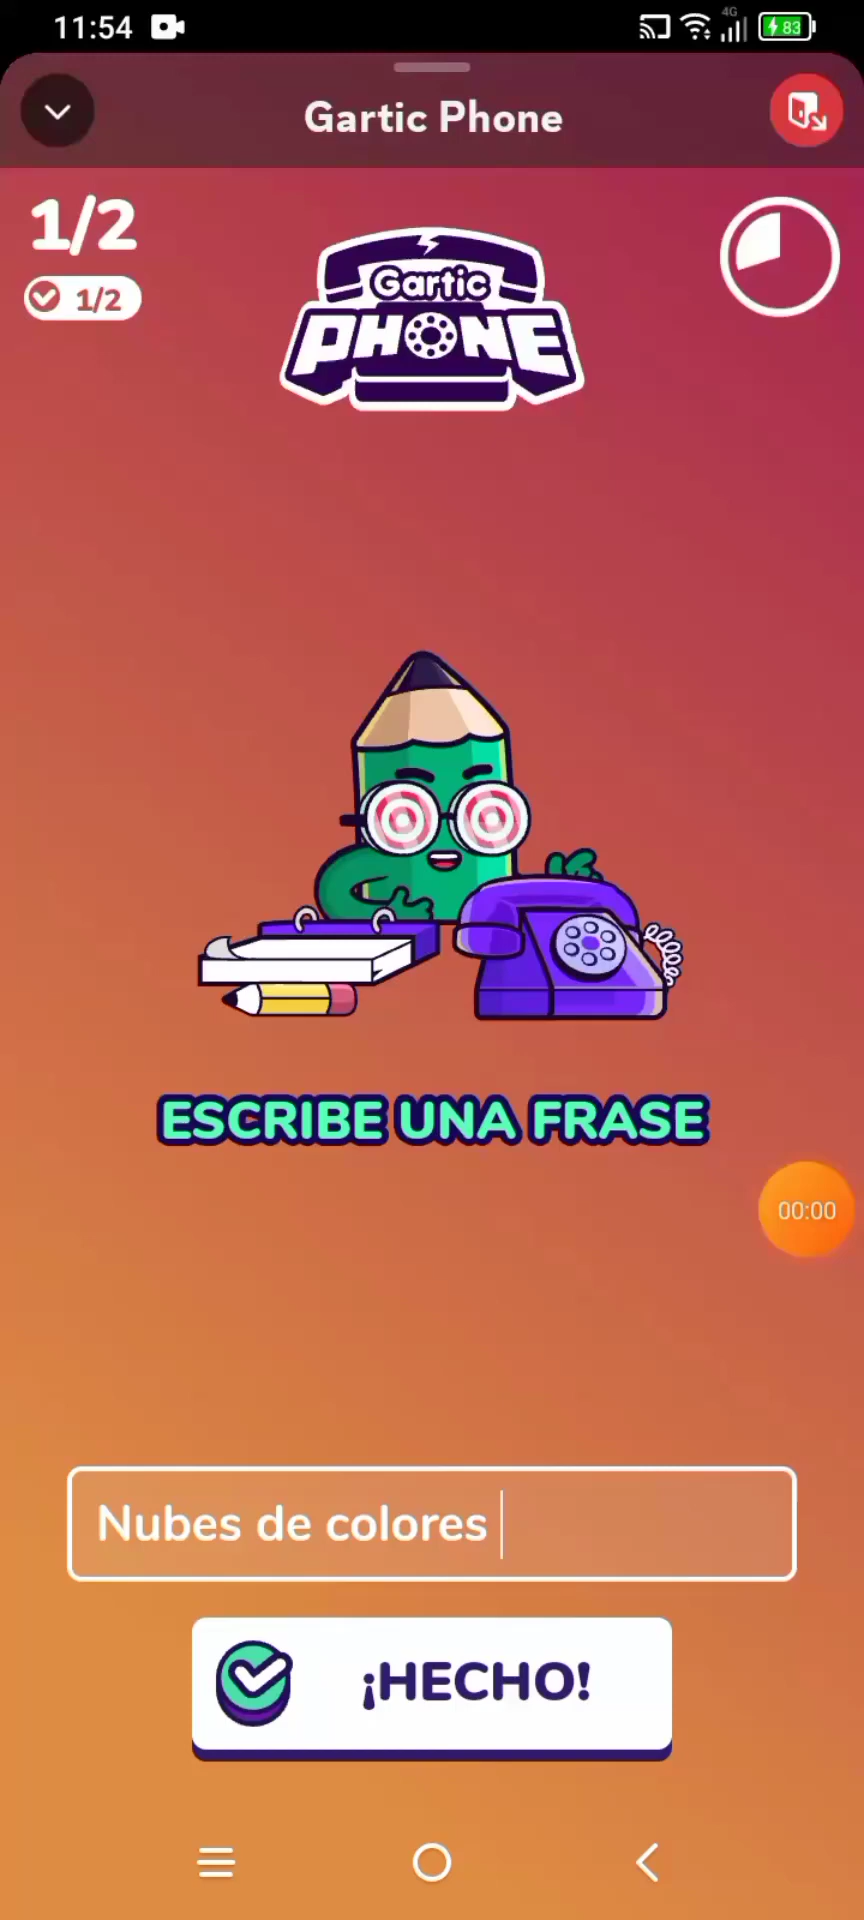 11:54
4G
83
Gartic Phone
1/2
1/2
Gartic
PHONE
ESCRIBE UNA FRASE
00:00
Nubes de colores
¡HECHO!